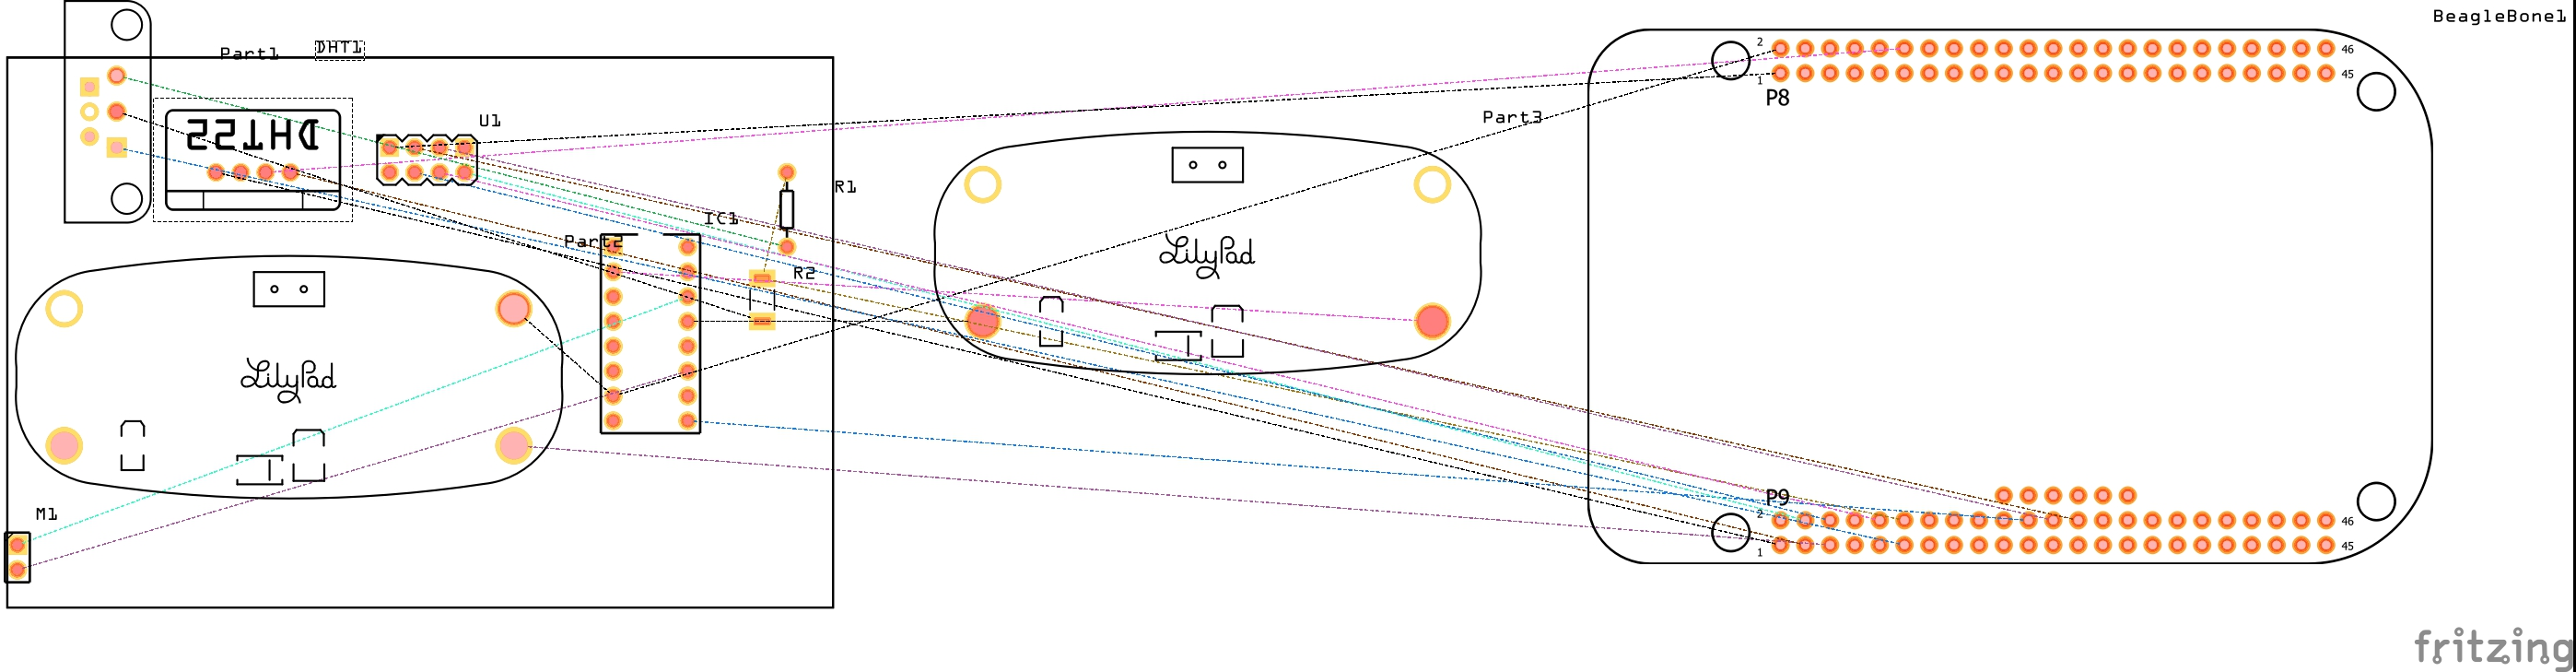 BeagleBone1
Part1
DHT1
2
46
1
45
P8
DHT22
U1
Part3
R1
IC1
Part2
LilyPad
R2
LilyPad
P9
M1
2
46
1
45
fritzing